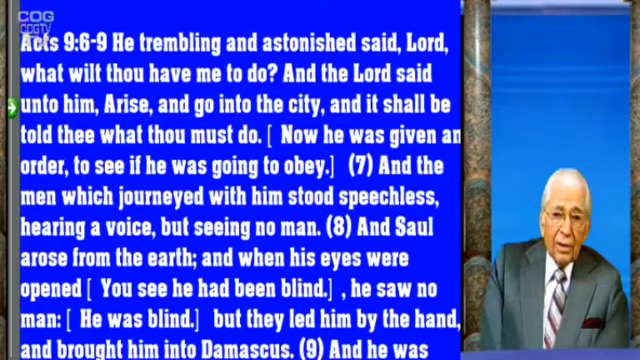 COG
COGTV
Acts 9:6-9 He trembling and astonished said, Lord,
what wilt thou have me to do? And the Lord said
unto him, Arise, and go into the city, and it shall be
told thee what thou must do. [ Now he was given an
order, to see if he was going to obey.] (7) And the
men which journeyed with him stood speechless,
hearing a voice, but seeing no man. (8) And Saul
arose from the earth; and when his eyes were
opened [ You see he had been blind.] , he saw no
man: [ He was blind.] but they led him by the hand,
and brought him into Damascus. (9) And he was